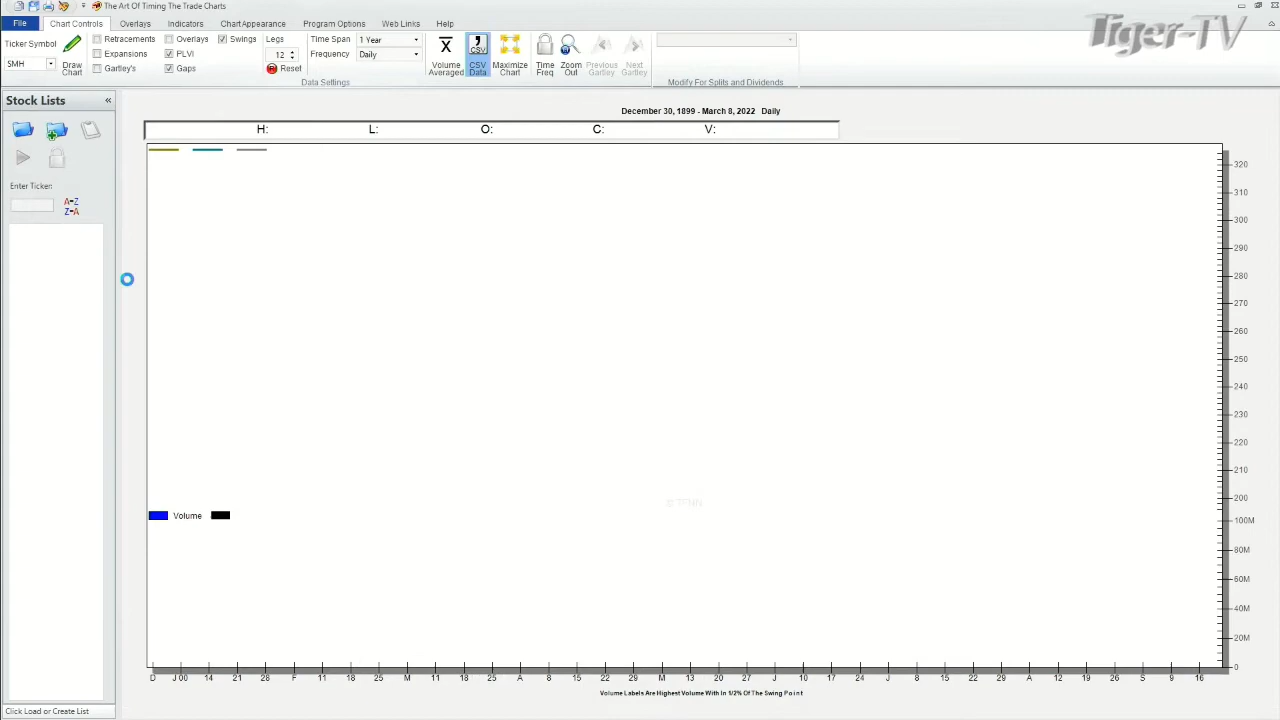 The Art Of Timing The Trade Charts
Tiger-TV
File Chart Controls Overlays Indicators Chart Appearance Program Options Web Links Help
Ticker Symbol
SMH
Draw Chart
Retracements
Expansions
Gartley's
Overlays
PLVI
Gaps
Swings
Legs
12
Reset
Time Span 1 Year
Frequency Daily
Volume Averaged
CSV
CSV Data
Maximize Chart
Time Freq
Zoom Out
Previous Gartley
Next Gartley
Data Settings
Modify For Splits and Dividends
Stock Lists «
Enter Ticker:
A-Z
Z-A
December 30, 1899 - March 8, 2022 Daily
H: L: O: C: V:
320
310
300
290
280
270
260
250
240
230
220
210
200
© TFNN
Volume
100M
80M
60M
40M
20M
0
D J 00 14 21 28 F 11 18 25 M 11 18 25 A 8 15 22 29 M 13 20 27 J 10 17 24 J 8 15 22 29 A 12 19 26 S 9 16
Volume Labels Are Highest Volume With In 1/2% Of The Swing Point
Click Load or Create List